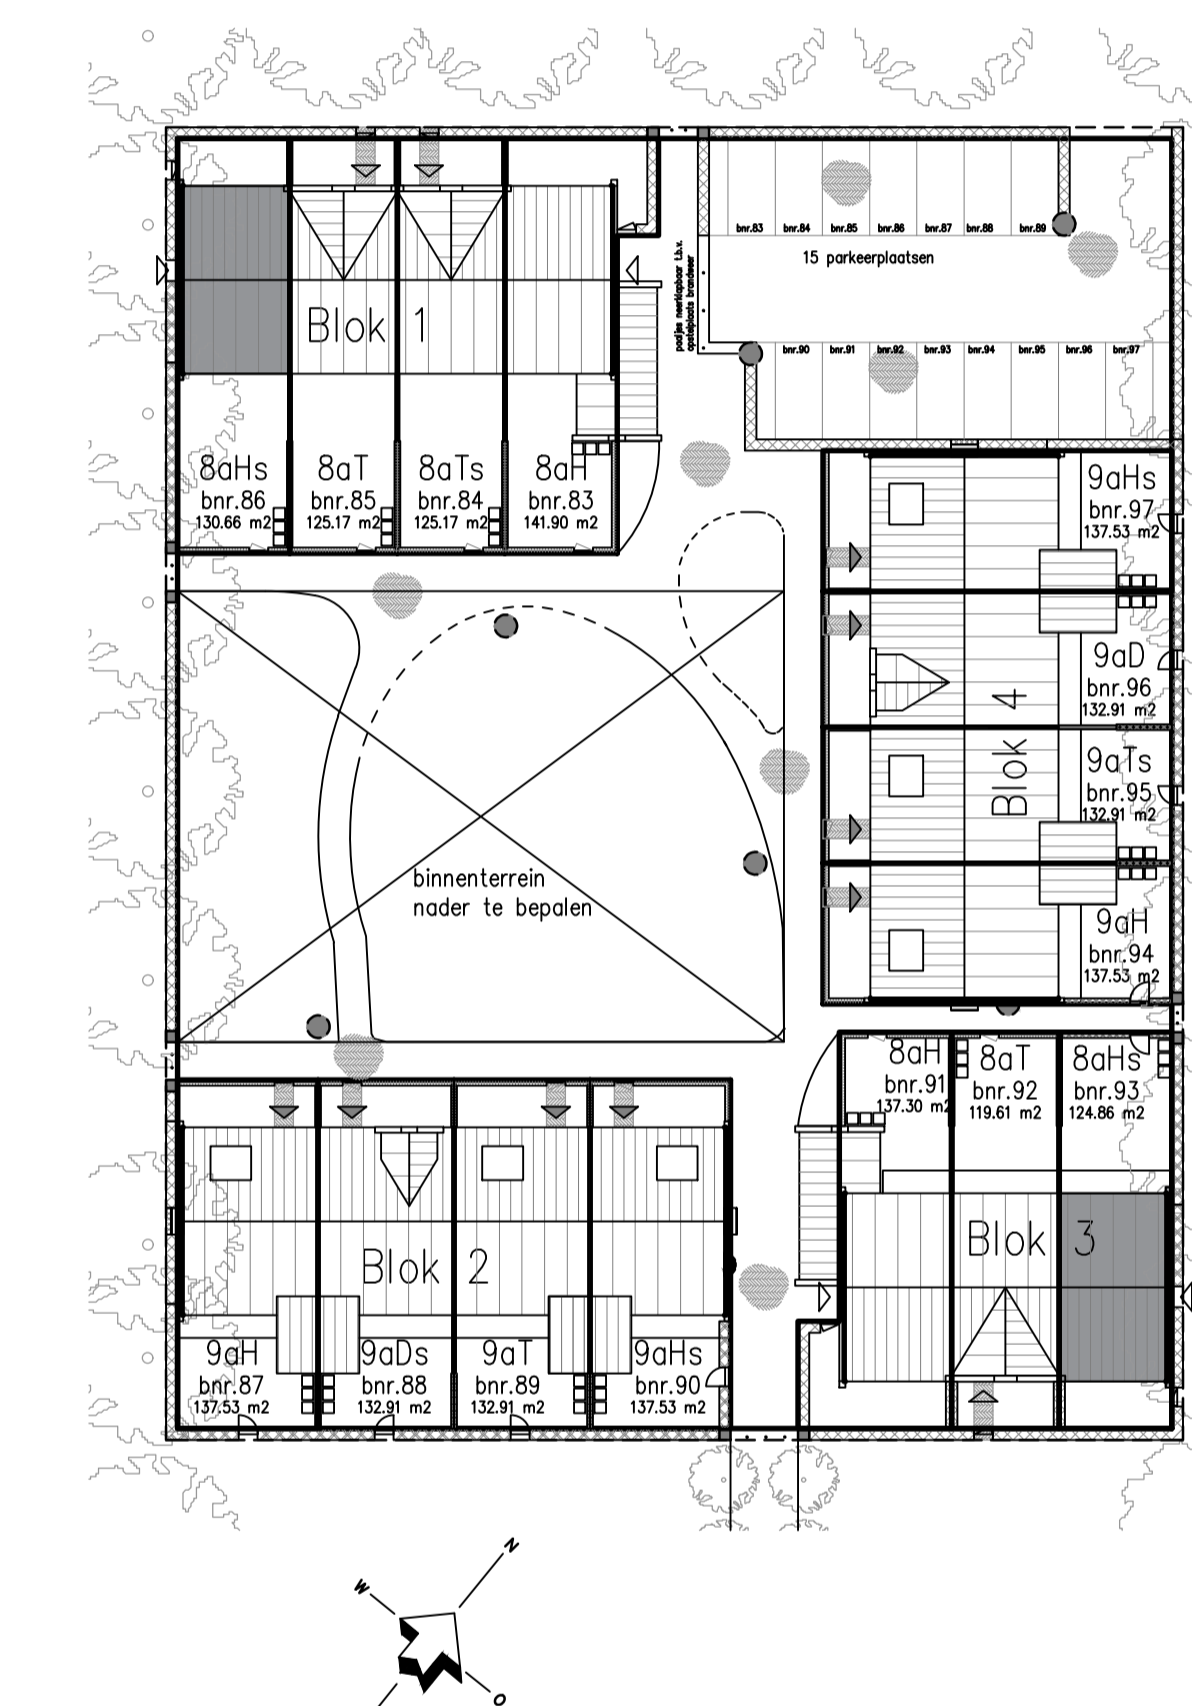 bnr.83 bnr.84 bnr.85 bnr.86 bnr.87 bnr.88 bnr.89
15 parkeerplaatsen
paaltjes neerklapbaar t.b.v.
opstelplaats brandweer
bnr.90 bnr.91 bnr.92 bnr.93 bnr.94 bnr.95 bnr.96 bnr.97
Blok 1
8aHs
bnr.86
130.66 m2
8aT
bnr.85
125.17 m2
8aTs
bnr.84
125.17 m2
8aH
bnr.83
141.90 m2
9aHs
bnr.97
137.53 m2
9aD
bnr.96
132.91 m2
Blok 4
9aTs
bnr.95
132.91 m2
9aH
bnr.94
137.53 m2
binnenterrein
nader te bepalen
8aH
bnr.91
137.30 m2
8aT
bnr.92
119.61 m2
8aHs
bnr.93
124.86 m2
Blok 3
Blok 2
9aH
bnr.87
137.53 m2
9aDs
bnr.88
132.91 m2
9aT
bnr.89
132.91 m2
9aHs
bnr.90
137.53 m2
N
W
O